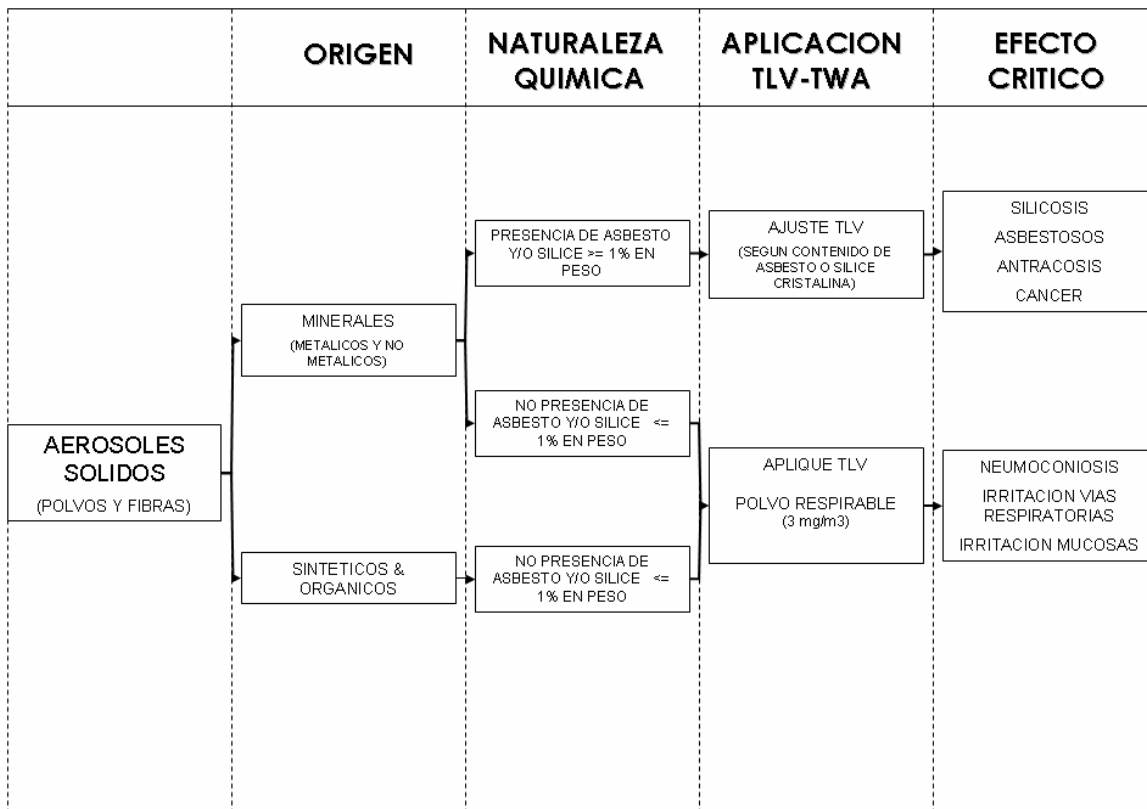 ORIGEN
NATURALEZA
QUIMICA
APLICACION
TLV-TWA
EFECTO
CRITICO
AEROSOLES
SOLIDOS
(POLVOS Y FIBRAS)
MINERALES
(METALICOS Y NO
METALICOS)
SINTETICOS &
ORGANICOS
PRESENCIA DE ASBESTO
Y/O SILICE >= 1% EN
PESO
NO PRESENCIA DE
ASBESTO Y/O SILICE <=
1% EN PESO
NO PRESENCIA DE
ASBESTO Y/O SILICE <=
1% EN PESO
AJUSTE TLV
(SEGUN CONTENIDO DE
ASBESTO O SILICE
CRISTALINA)
APLIQUE TLV
POLVO RESPIRABLE
(3 mg/m3)
SILICOSIS
ASBESTOSOS
ANTRACOSIS
CANCER
NEUMOCONIOSIS
IRRITACION VIAS
RESPIRATORIAS
IRRITACION MUCOSAS